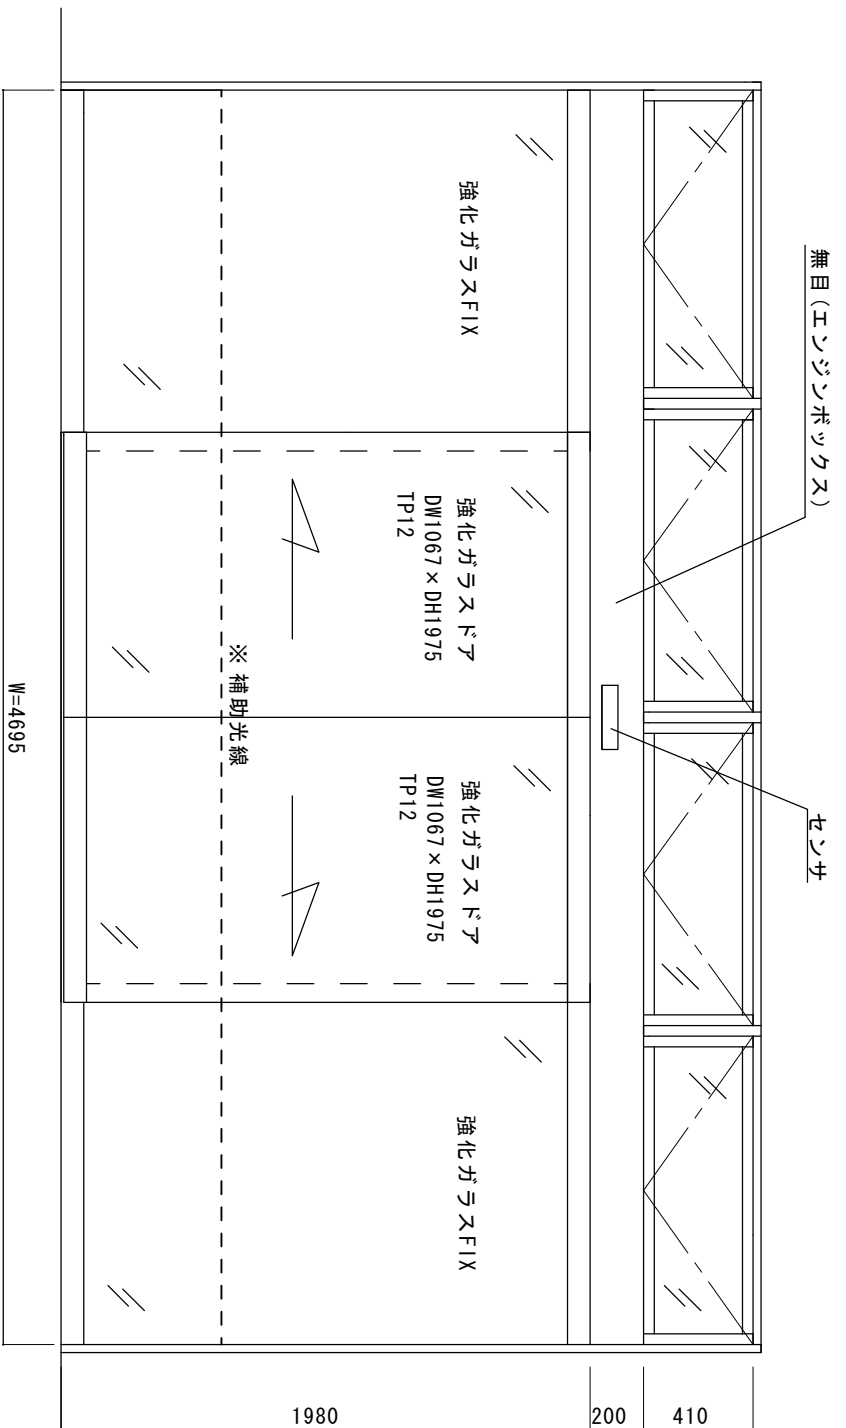 無目(エンジンボックス)
センサ
強化ガラスFIX
強化ガラスドア
DW1067×DH1975
TP12
強化ガラスドア
DW1067×DH1975
TP12
強化ガラスFIX
※ 補助光線
W=4695
410
200
1980